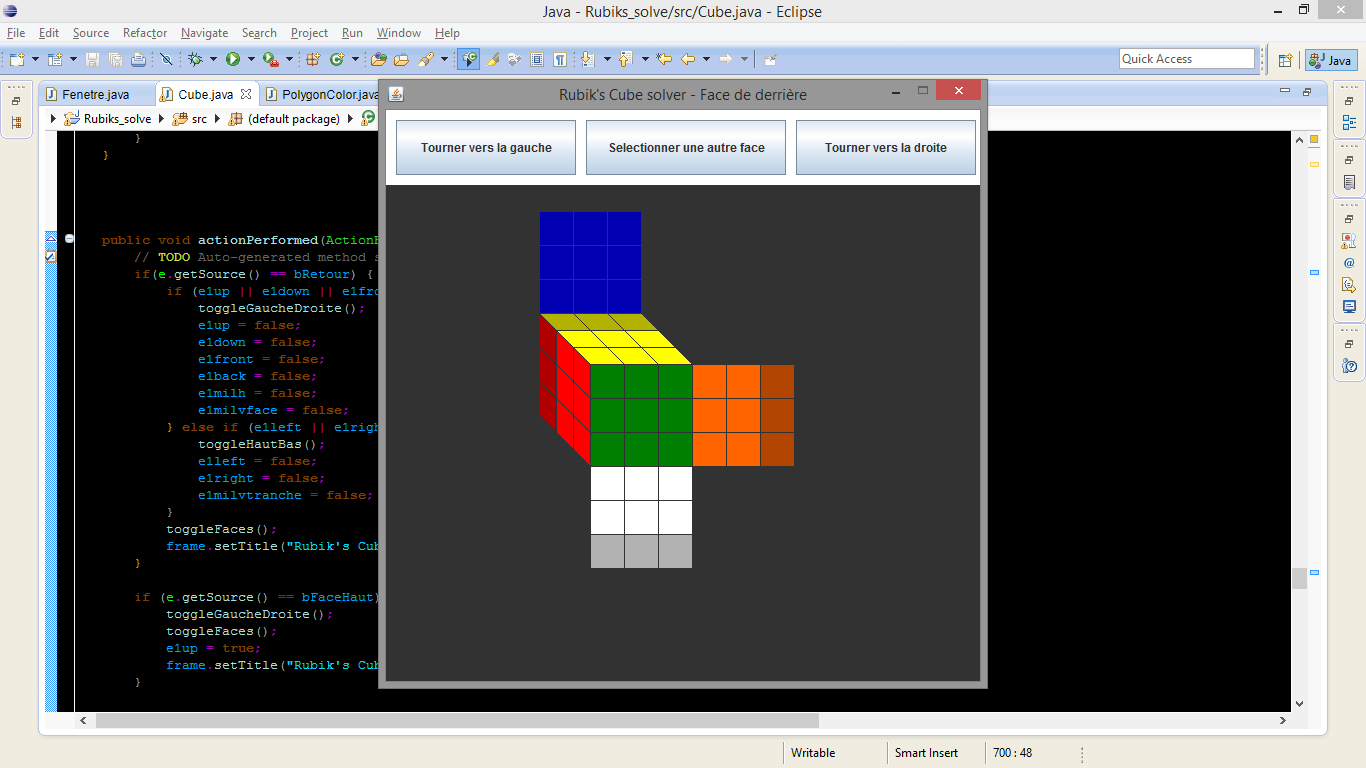 Java - Rubiks_solve/src/Cube.java - Eclipse
File Edit Source Refactor Navigate Search Project Run Window Help
Quick Access
Java
Fenetre.java
Cube.java
PolygonColor.java
Rubiks_solve
src
(default package)
Rubik's Cube solver - Face de derrière
Tourner vers la gauche
Selectionner une autre face
Tourner vers la droite
}
}
public void actionPerformed(ActionE
// TODO Auto-generated method s
if(e.getSource() == bRetour) {
if (e1up || e1down || e1fro
toggleGaucheDroite();
e1up = false;
e1down = false;
e1front = false;
e1back = false;
e1milh = false;
e1milvface = false;
} else if (e1left || e1righ
toggleHautBas();
e1left = false;
e1right = false;
e1milvtranche = false;
}
toggleFaces();
frame.setTitle("Rubik's Cub
}
if (e.getSource() == bFaceHaut)
toggleGaucheDroite();
toggleFaces();
e1up = true;
frame.setTitle("Rubik's Cub
}
Writable
Smart Insert
700 : 48